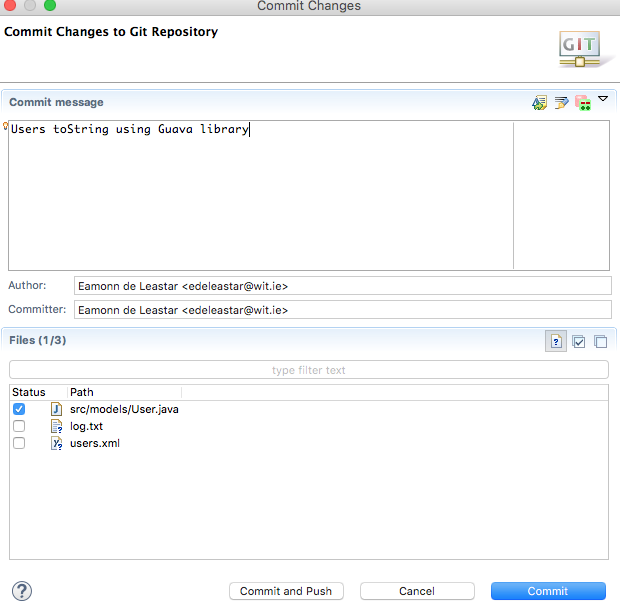 Commit Changes
Commit Changes to Git Repository
GIT
Commit message
Users toString using Guava library
Author:
Eamonn de Leastar <edeleastar@wit.ie>
Committer:
Eamonn de Leastar <edeleastar@wit.ie>
Files (1/3)
type filter text
Status Path
src/models/User.java
log.txt
users.xml
Commit and Push Cancel Commit